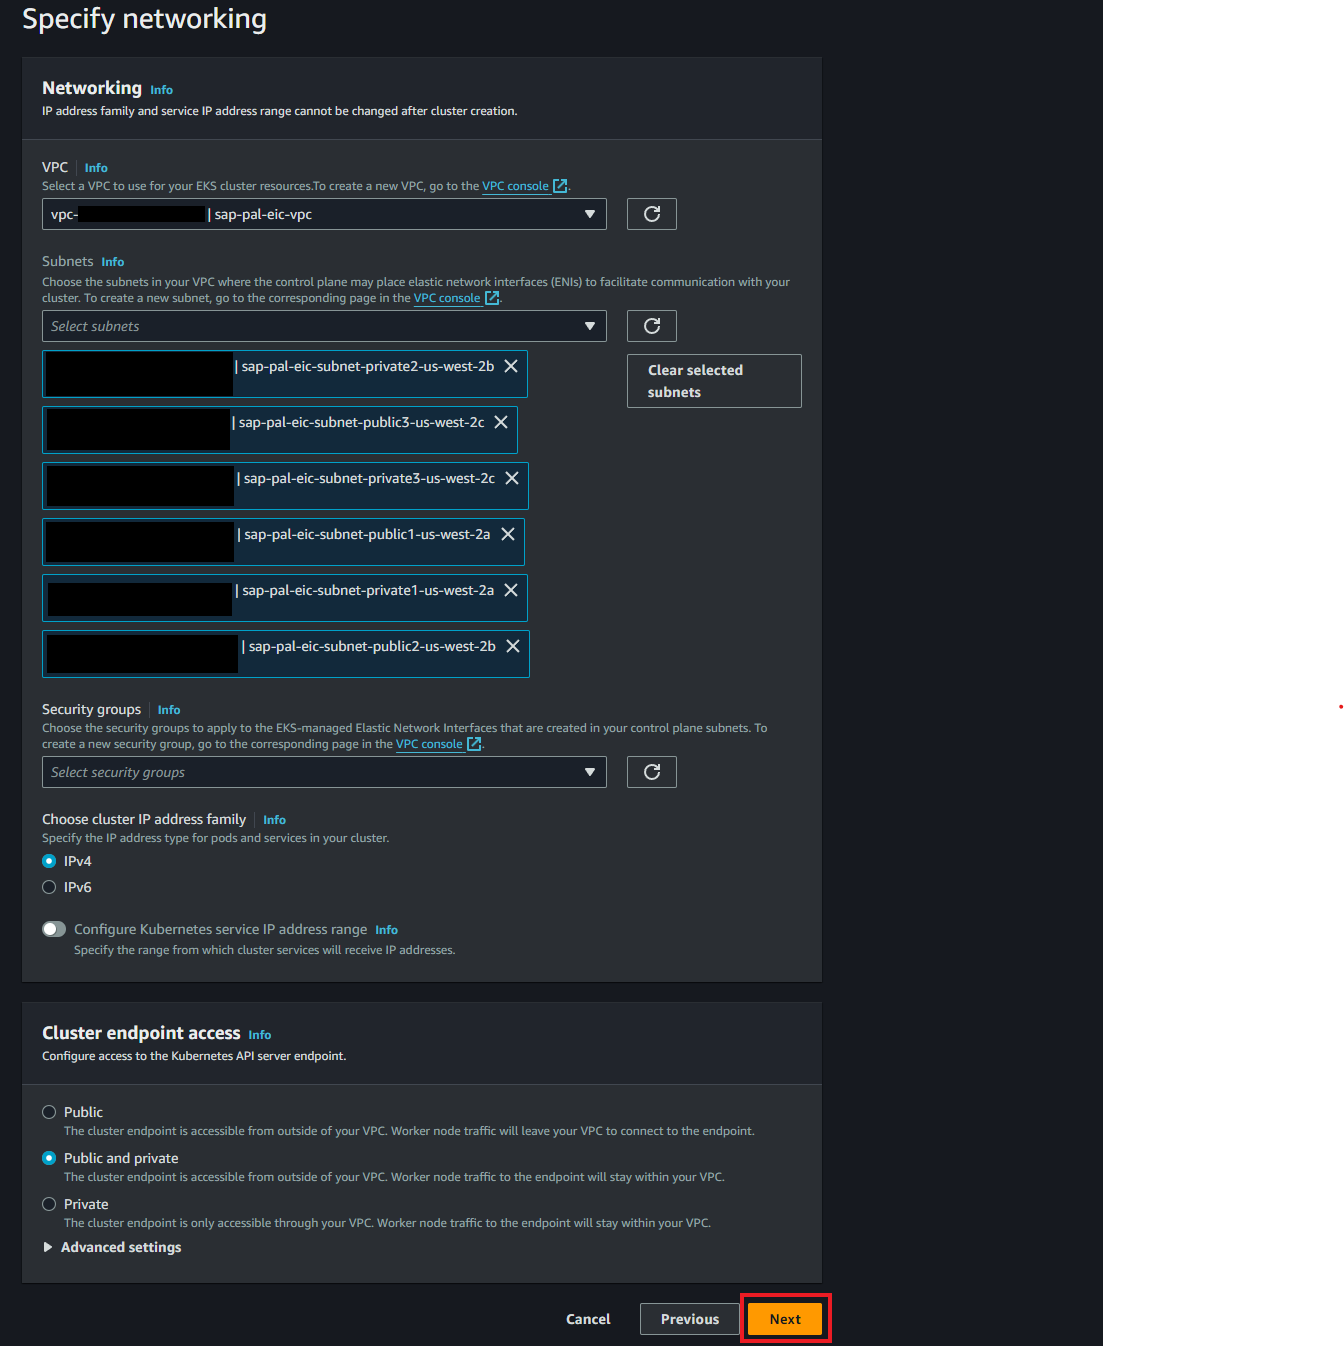 Specify networking
Networking Info
IP address family and service IP address range cannot be changed after cluster creation.
VPC Info
Select a VPC to use for your EKS cluster resources.To create a new VPC, go to the VPC console.
vpc- | sap-pal-eic-vpc
Subnets Info
Choose the subnets in your VPC where the control plane may place elastic network interfaces (ENIs) to facilitate communication with your
cluster. To create a new subnet, go to the corresponding page in the VPC console.
Select subnets
| sap-pal-eic-subnet-private2-us-west-2b
Clear selected
subnets
| sap-pal-eic-subnet-public3-us-west-2c
| sap-pal-eic-subnet-private3-us-west-2c
| sap-pal-eic-subnet-public1-us-west-2a
| sap-pal-eic-subnet-private1-us-west-2a
| sap-pal-eic-subnet-public2-us-west-2b
Security groups Info
Choose the security groups to apply to the EKS-managed Elastic Network Interfaces that are created in your control plane subnets. To
create a new security group, go to the corresponding page in the VPC console.
Select security groups
Choose cluster IP address family Info
Specify the IP address type for pods and services in your cluster.
IPv4
IPv6
Configure Kubernetes service IP address range Info
Specify the range from which cluster services will receive IP addresses.
Cluster endpoint access Info
Configure access to the Kubernetes API server endpoint.
Public
The cluster endpoint is accessible from outside of your VPC. Worker node traffic will leave your VPC to connect to the endpoint.
Public and private
The cluster endpoint is accessible from outside of your VPC. Worker node traffic to the endpoint will stay within your VPC.
Private
The cluster endpoint is only accessible through your VPC. Worker node traffic to the endpoint will stay within your VPC.
Advanced settings
Cancel
Previous
Next